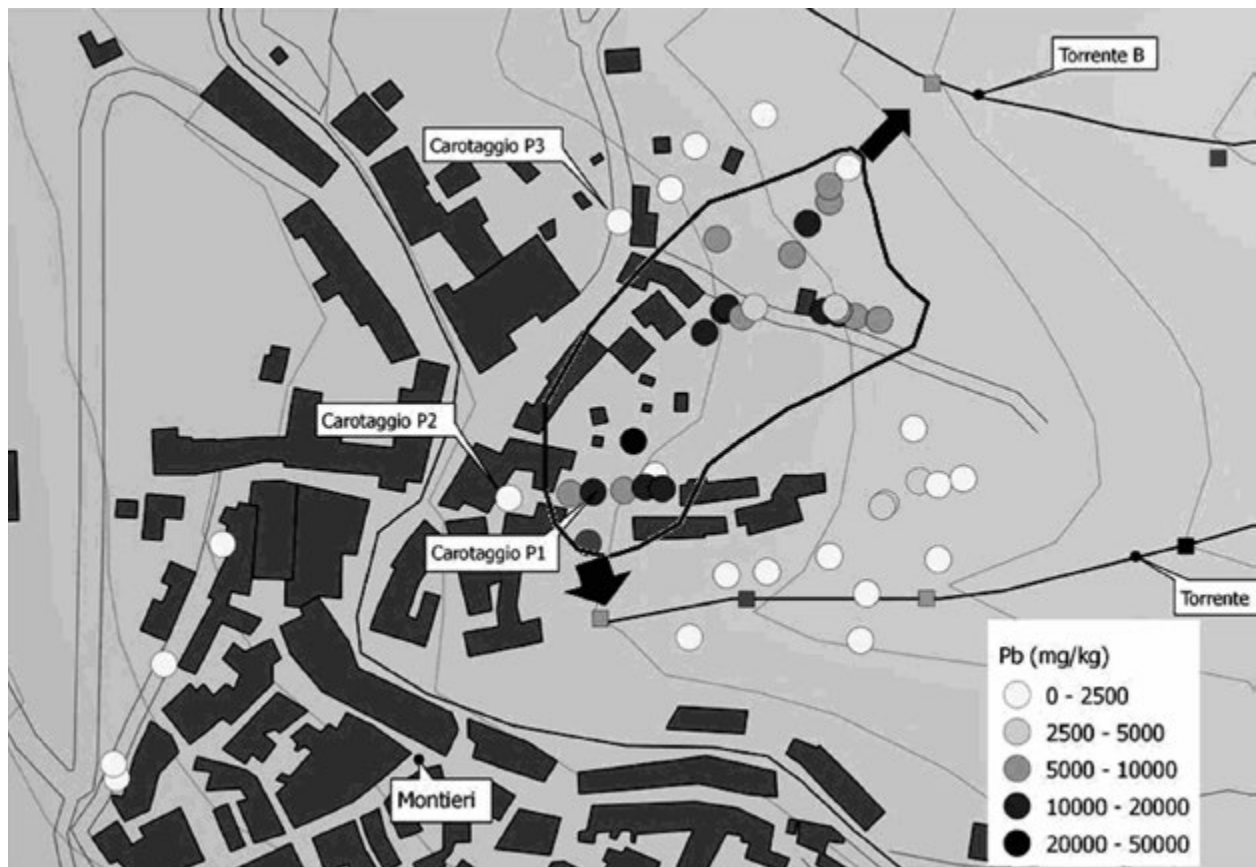 Torrente B
Carotaggio P3
Carotaggio P2
Carotaggio P1
Torrente
Montieri
Pb (mg/kg)
0 - 2500
2500 - 5000
5000 - 10000
10000 - 20000
20000 - 50000